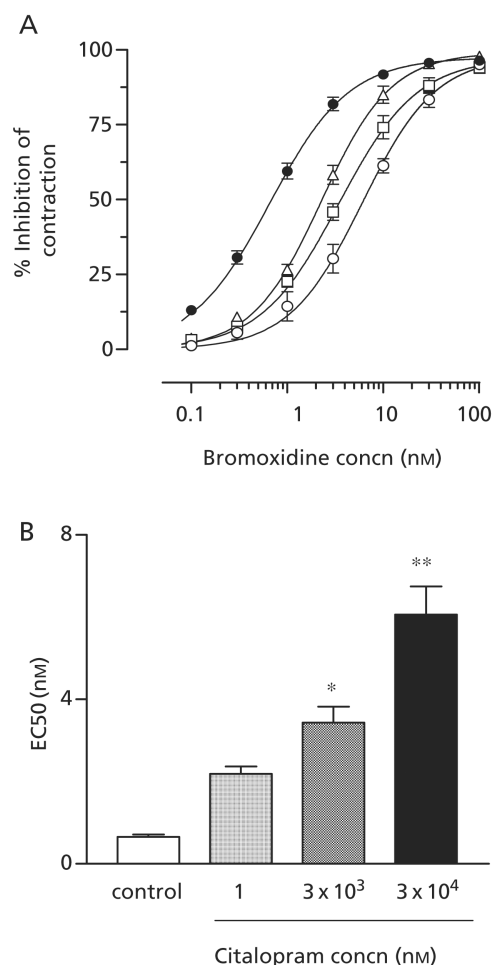 A
100
75
50
25
0
% Inhibition of
contraction
0.1 1 10 100
Bromoxidine concn (nM)
B
8
4
0
EC50 (nM)
*
**
control 1 3 x 10³ 3 x 10⁴
Citalopram concn (nM)